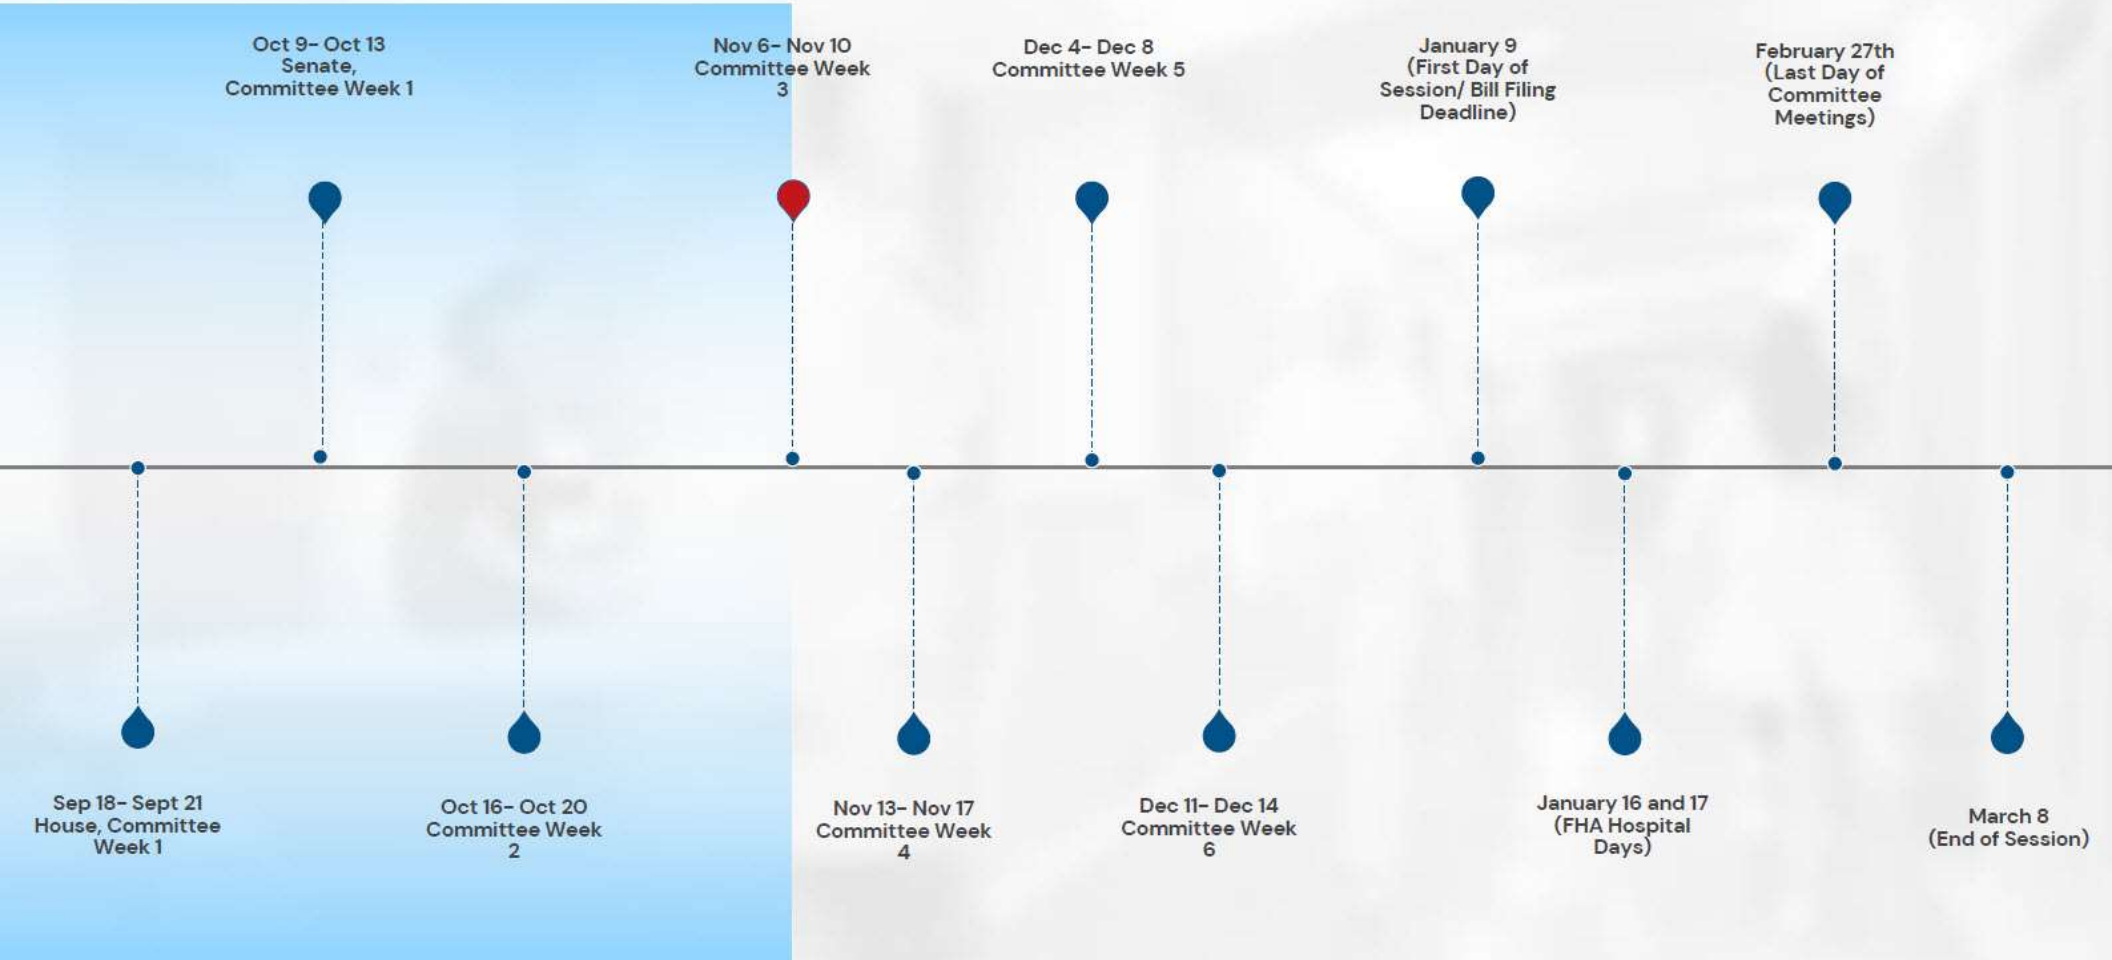 Oct 9- Oct 13
Senate,
Committee Week 1
Nov 6- Nov 10
Committee Week
3
Dec 4- Dec 8
Committee Week 5
January 9
(First Day of
Session/ Bill Filing
Deadline)
February 27th
(Last Day of
Committee
Meetings)
Sep 18- Sept 21
House, Committee
Week 1
Oct 16- Oct 20
Committee Week
2
Nov 13- Nov 17
Committee Week
4
Dec 11- Dec 14
Committee Week
6
January 16 and 17
(FHA Hospital
Days)
March 8
(End of Session)